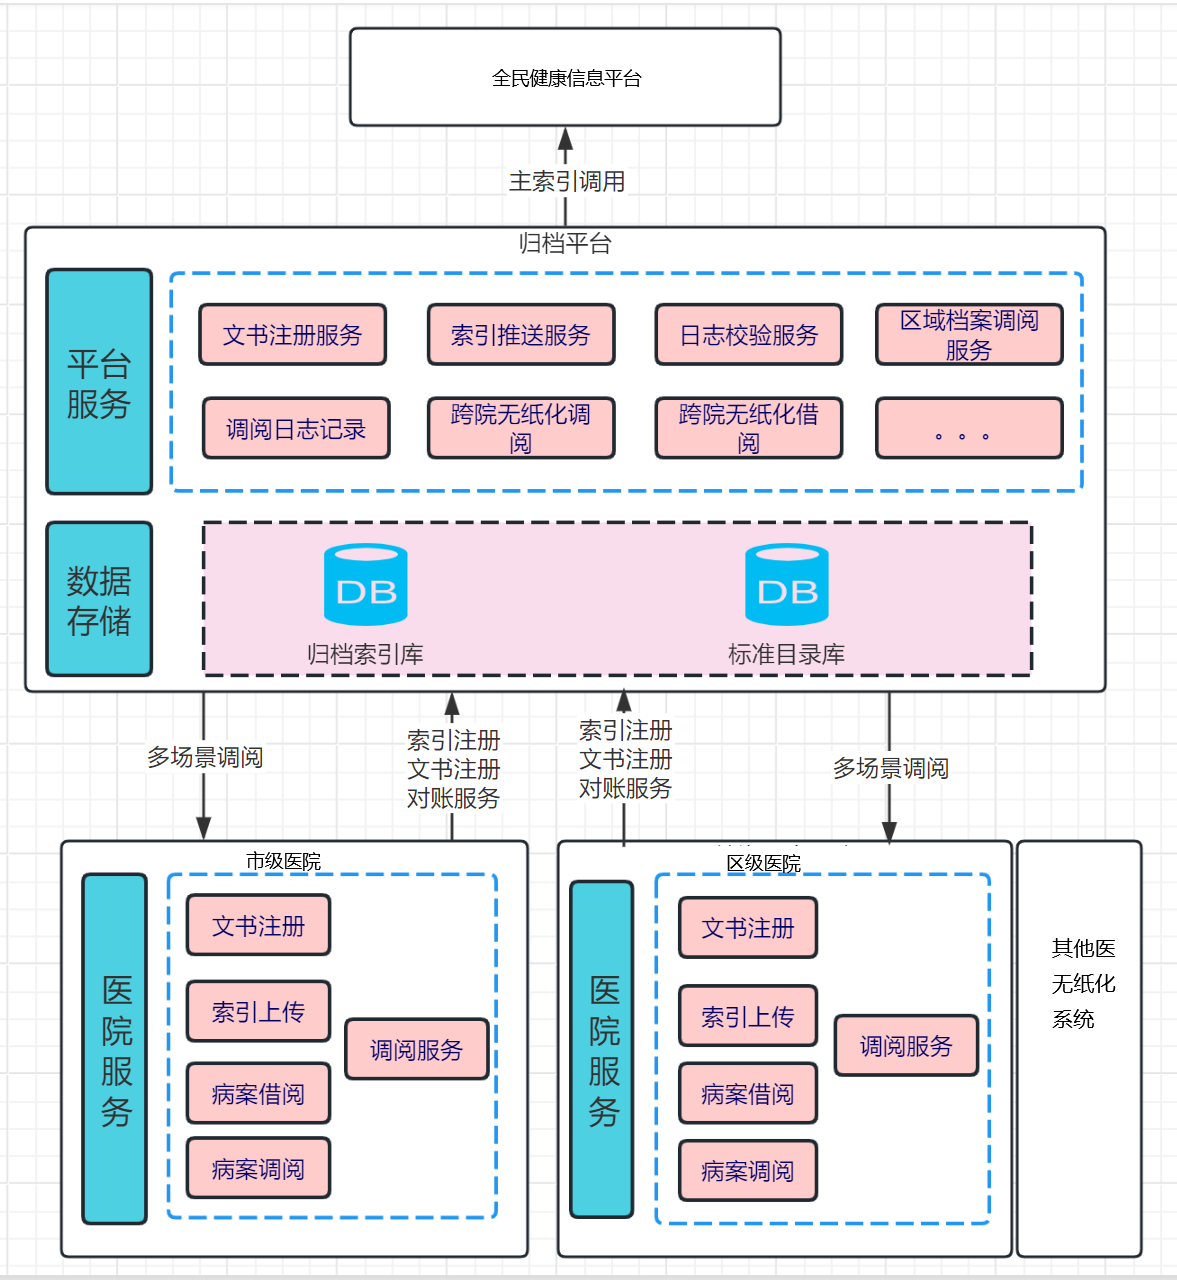 全民健康信息平台
主索引调用
归档平台
平台
服务
文书注册服务
索引推送服务
日志校验服务
区域档案调阅
服务
调阅日志记录
跨院无纸化调
阅
跨院无纸化借
阅
。。。
数据
存储
DB
归档索引库
DB
标准目录库
多场景调阅
索引注册
文书注册
对账服务
索引注册
文书注册
对账服务
多场景调阅
市级医院
医
院
服
务
文书注册
索引上传
调阅服务
病案借阅
病案调阅
区级医院
医
院
服
务
文书注册
索引上传
调阅服务
病案借阅
病案调阅
其他医
无纸化
系统